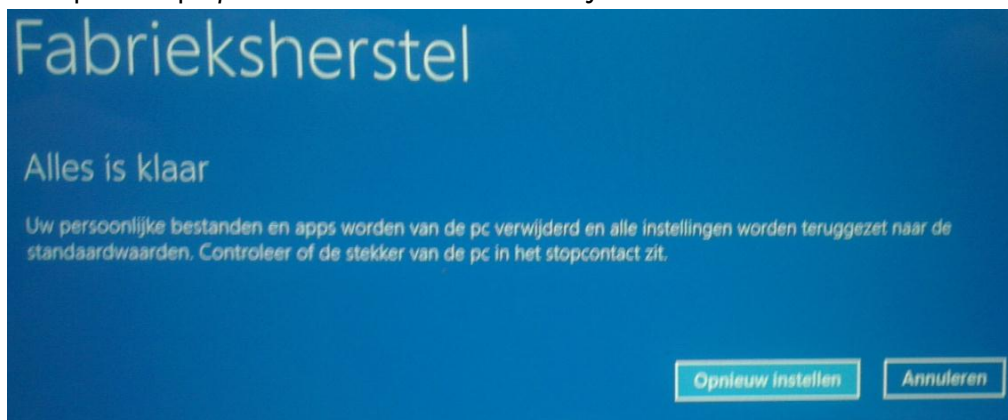 Fabrieksherstel
Alles is klaar
Uw persoonlijke bestanden en apps worden van de pc verwijderd en alle instellingen worden teruggezet naar de
standaardwaarden. Controleer of de stekker van de pc in het stopcontact zit.
Opnieuw instellen
Annuleren